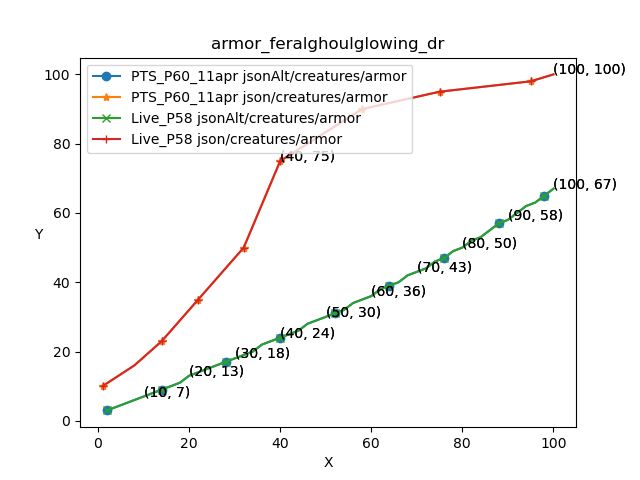 armor_feralghoulglowing_dr
PTS_P60_11apr jsonAlt/creatures/armor
PTS_P60_11apr json/creatures/armor
Live_P58 jsonAlt/creatures/armor
Live_P58 json/creatures/armor
(100, 100)
(40, 75)
(100, 67)
(90, 58)
(80, 50)
(70, 43)
(60, 36)
(50, 30)
(40, 24)
(30, 18)
(20, 13)
(10, 7)
100
80
60
Y
40
20
0
0 20 40 60 80 100
X